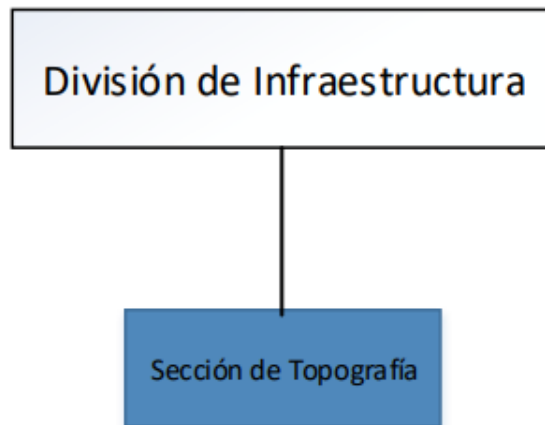 División de Infraestructura
Sección de Topografía